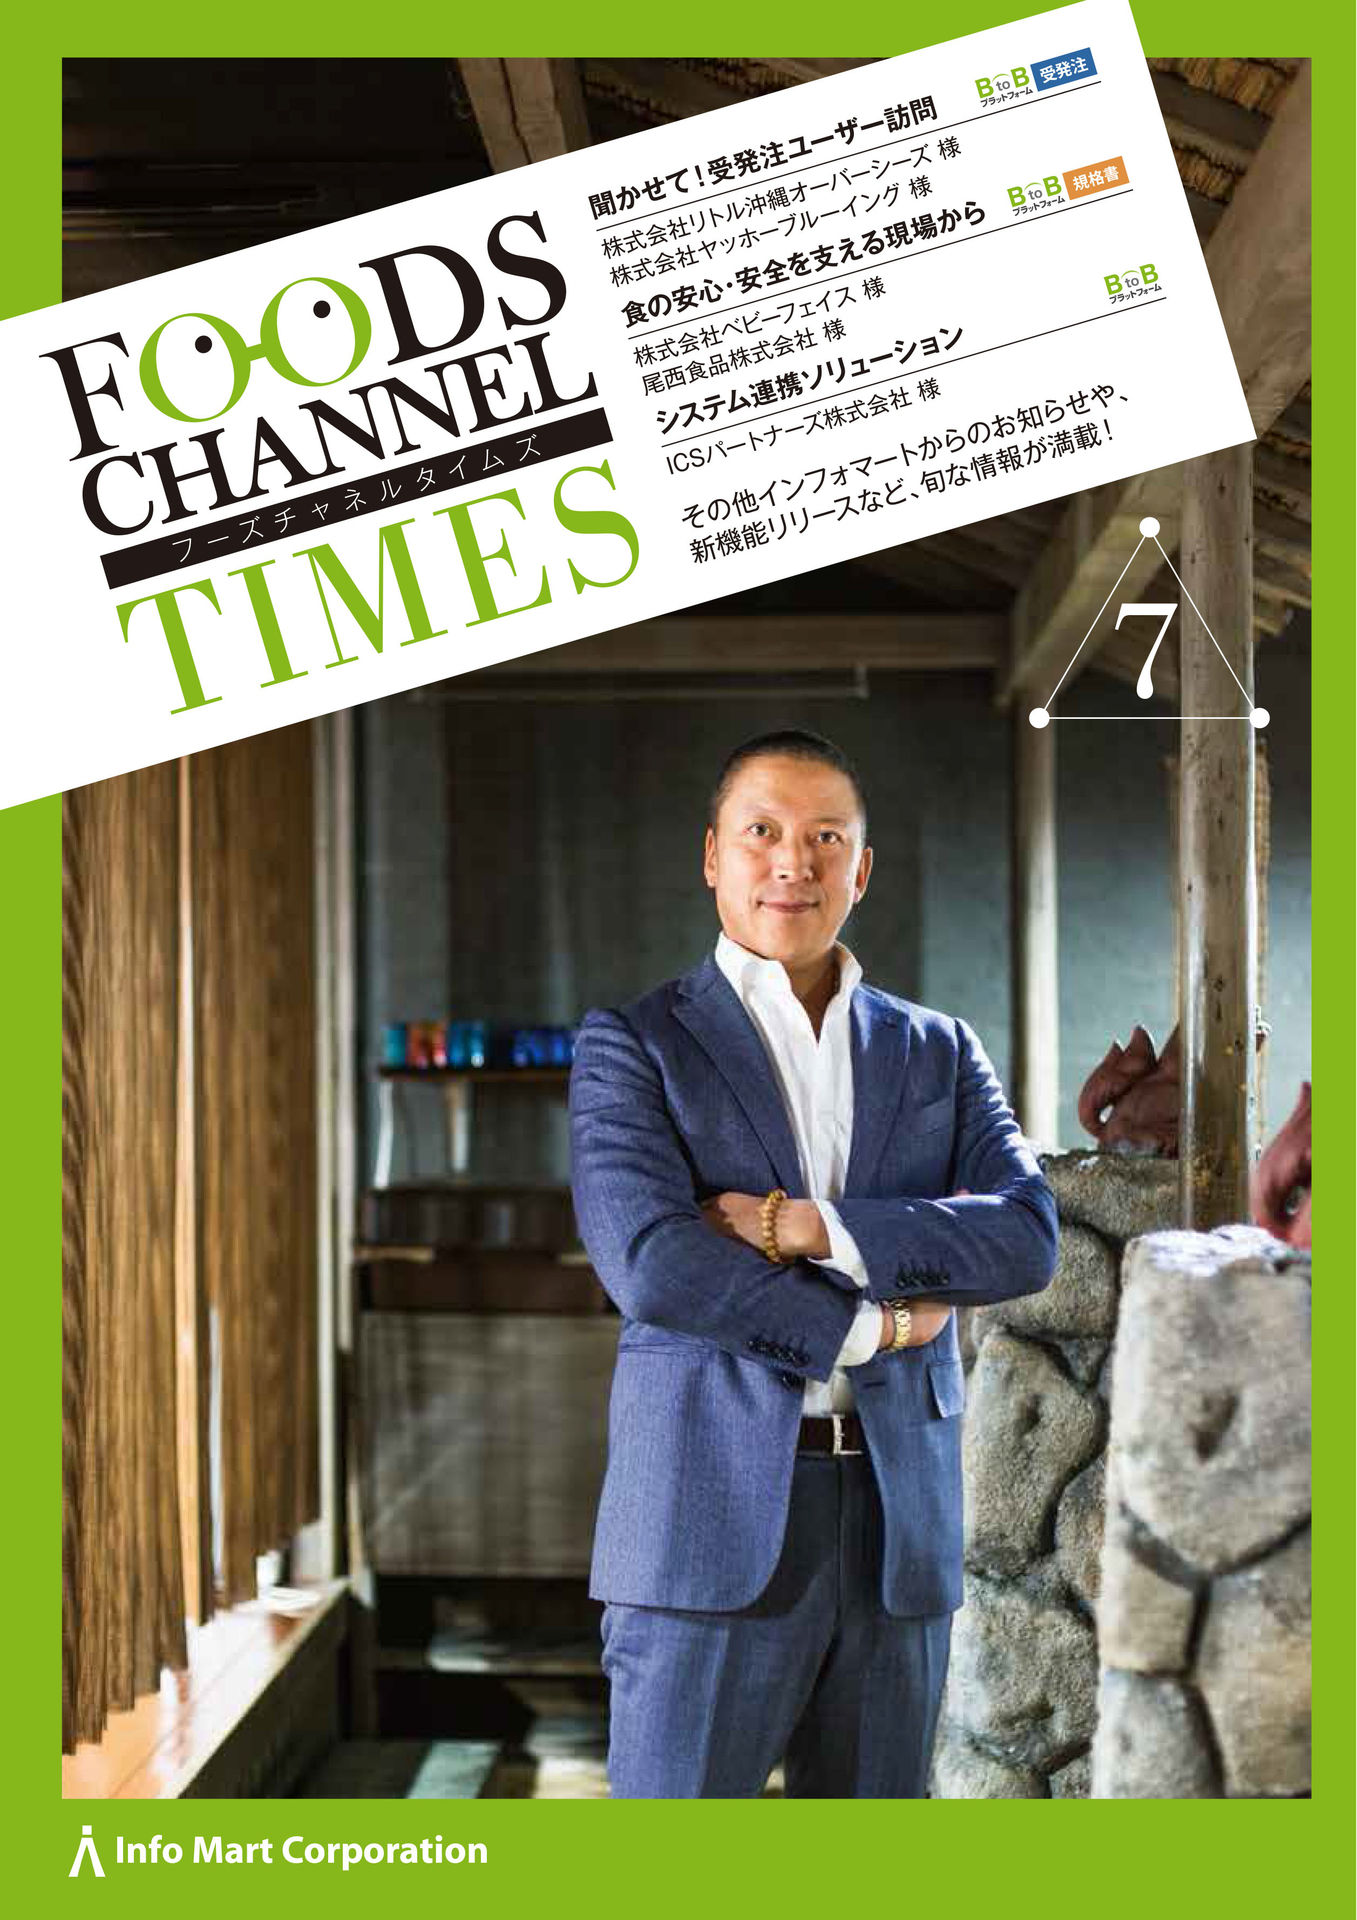 FOODS
CHANNEL
フーズチャネルタイムズ
TIMES
聞かせて!受発注ユーザー訪問
BtoB
プラットフォーム
受発注
株式会社リトル沖縄オーバーシーズ 様
株式会社ヤッホーブルーイング 様
食の安心・安全を支える現場から
BtoB
プラットフォーム
規格書
株式会社ベビーフェイス 様
尾西食品株式会社 様
システム連携ソリューション
BtoB
プラットフォーム
ICSパートナーズ株式会社 様
その他インフォマートからのお知らせや、
新機能リリースなど、旬な情報が満載!
7
Info Mart Corporation